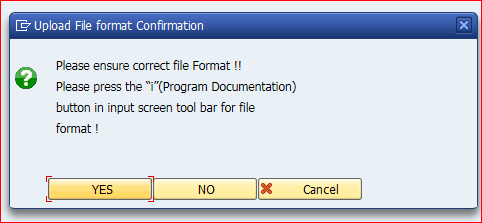 Upload File format Confirmation
Please ensure correct file Format !!
Please press the “i”(Program Documentation)
button in input screen tool bar for file
format !
YES
NO
Cancel